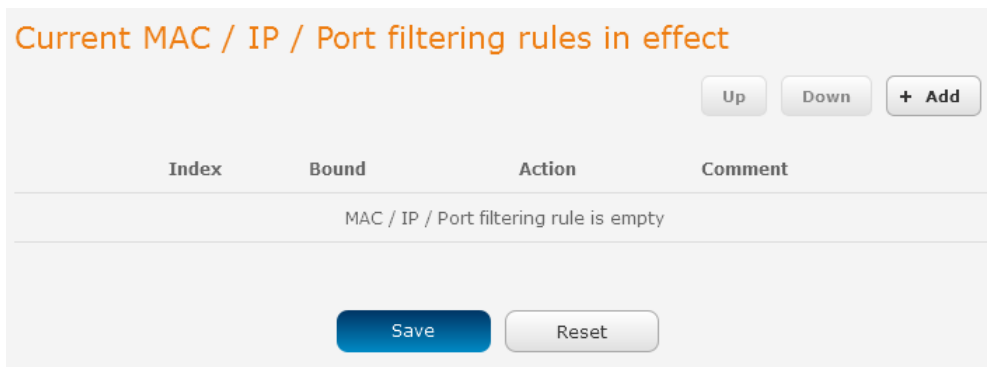 Current MAC / IP / Port filtering rules in effect
Up Down + Add
Index Bound Action Comment
MAC / IP / Port filtering rule is empty
Save Reset